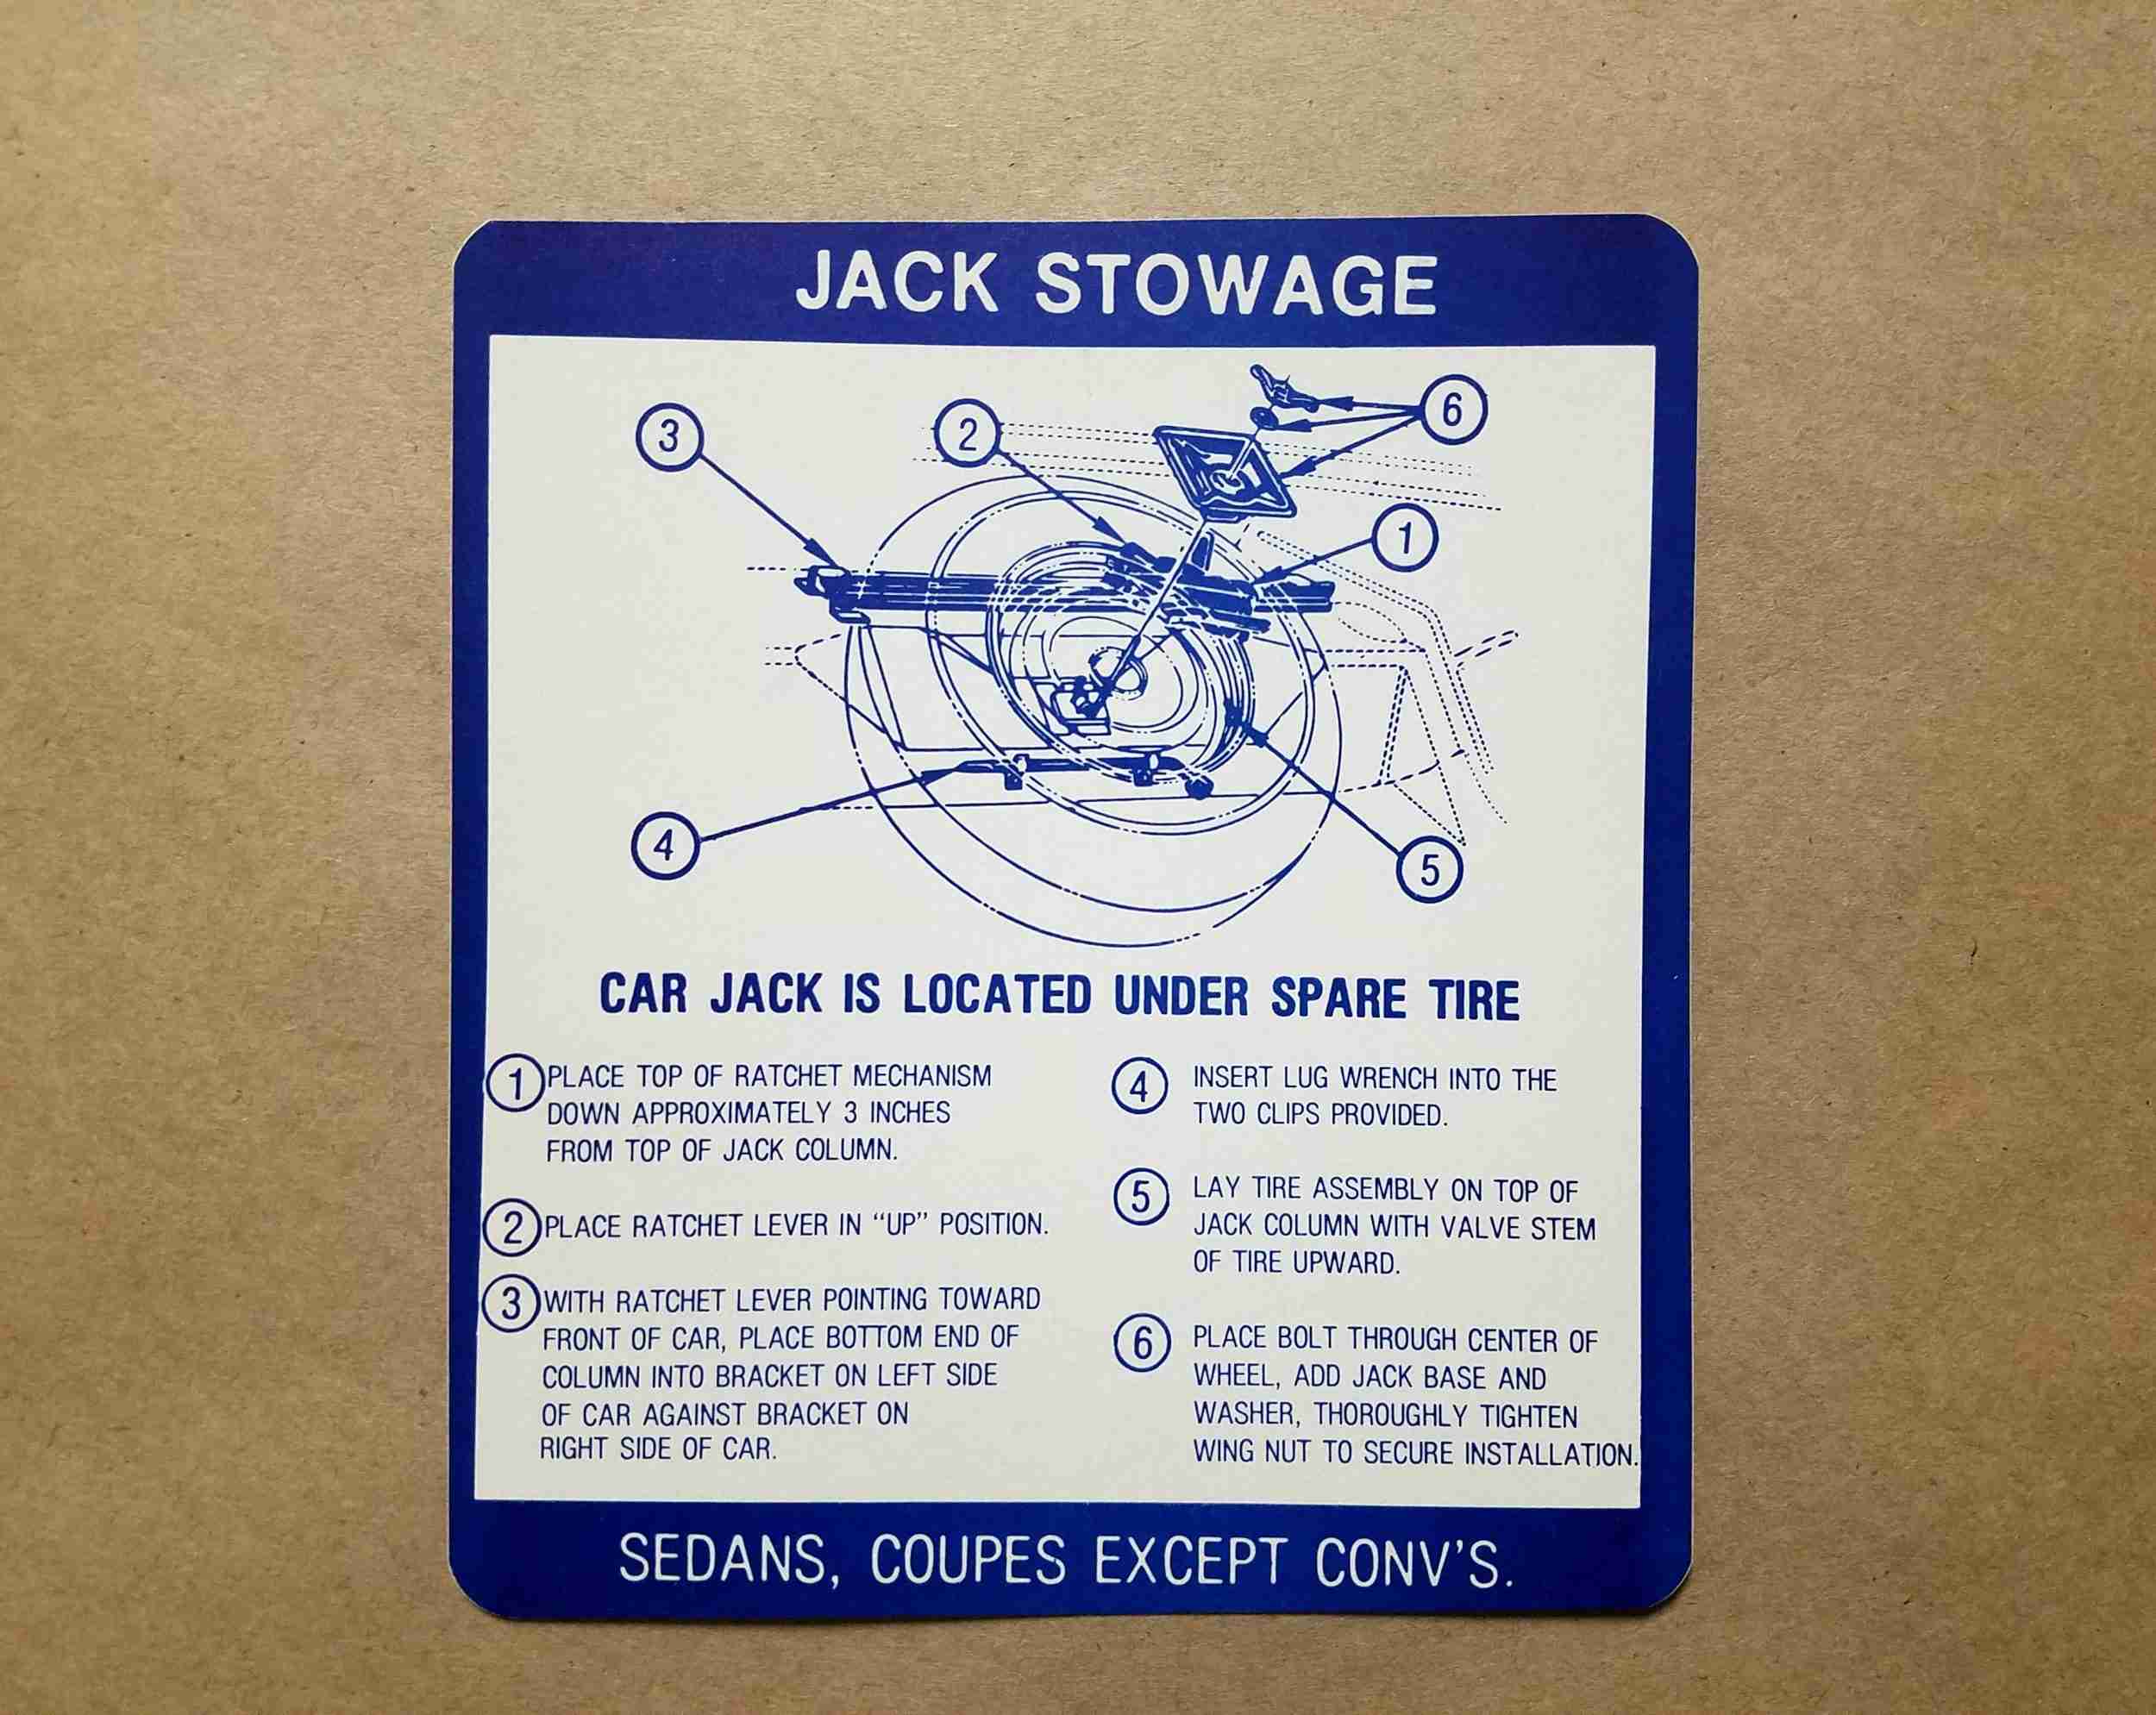 JACK STOWAGE
3
2
6
1
4
5
CAR JACK IS LOCATED UNDER SPARE TIRE
1 PLACE TOP OF RATCHET MECHANISM
DOWN APPROXIMATELY 3 INCHES
FROM TOP OF JACK COLUMN.
2 PLACE RATCHET LEVER IN “UP” POSITION.
3 WITH RATCHET LEVER POINTING TOWARD
FRONT OF CAR, PLACE BOTTOM END OF
COLUMN INTO BRACKET ON LEFT SIDE
OF CAR AGAINST BRACKET ON
RIGHT SIDE OF CAR.
4 INSERT LUG WRENCH INTO THE
TWO CLIPS PROVIDED.
5 LAY TIRE ASSEMBLY ON TOP OF
JACK COLUMN WITH VALVE STEM
OF TIRE UPWARD.
6 PLACE BOLT THROUGH CENTER OF
WHEEL, ADD JACK BASE AND
WASHER, THOROUGHLY TIGHTEN
WING NUT TO SECURE INSTALLATION.
SEDANS, COUPES EXCEPT CONV'S.